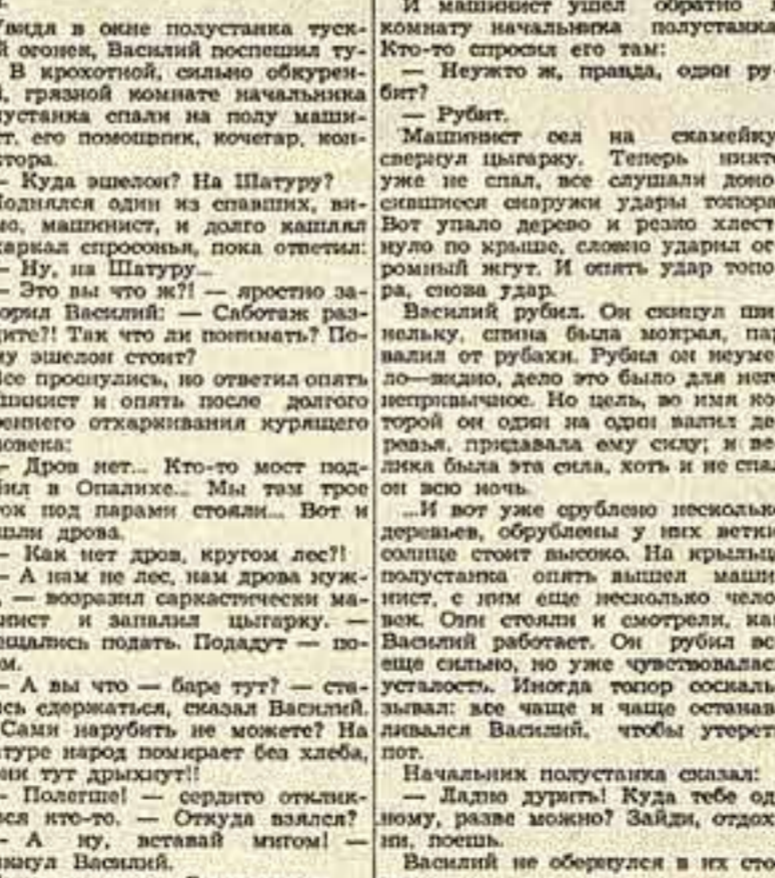 Увидя в окне полустанка туск-
й огонек, Василий поспешил ту-
В крохотной, сильно обкурен-
, грязной комнате начальника
лустанка спали на полу маши-
ст, его помощник, кочегар, кон-
ктора.
— Куда эшелон? На Шатуру?
Поднялся один из спавших, ви-
мо, машинист, и долго кашлял
харкал спросонья, пока ответил:
— Ну, на Шатуру...
— Это вы что ж?! — яростно за-
орил Василий: — Саботаж раз-
дите?! Так что ли понимать? По-
му эшелон стоит?
Все проснулись, но ответил опять
шинист и опять после долгого
реннего отхаркивания курящего
ловека:
— Дров нет... Кто-то мост под-
бил в Опалихе... Мы там трое
ток под парами стояли... Вот и
шли дрова.
— Как нет дров, кругом лес?!
— А нам не лес, нам дрова нуж-
, — возразил саркастически ма-
нист и запалил цыгарку. —
ещались подать. Подадут — по-
м.
— А вы что — баре тут? — ста-
сь сдержаться, сказал Василий.
Сами нарубить не можете? На
туре народ помирает без хлеба,
они тут дрыхнут!!
— Полегше! — сердито отклик-
ся кто-то. — Откуда взялся?
— А ну, вставай мигом! —
икнул Василий.
И машинист ушел обратно в
комнату начальника полустанка.
Кто-то спросил его там:
— Неужто ж, правда, один ру-
бит?
— Рубит.
Машинист сел на скамейку,
свернул цыгарку. Теперь никто
уже не спал, все слушали доно-
сившиеся снаружи удары топора.
Вот упало дерево и резко хлест-
нуло по крыше, словно ударил ог-
ромный жгут. И опять удар топо-
ра, снова удар.
Василий рубил. Он скинул ши-
нельку, спина была мокрая, пар
валил от рубахи. Рубил он неуме-
ло—видно, дело это было для него
непривычное. Но цель, во имя ко-
торой он один на один валил де-
ревья, придавала ему силу; и ве-
лика была эта сила, хоть и не спал
он всю ночь.
...И вот уже срублено несколько
деревьев, обрублены у них ветки,
солнце стоит высоко. На крыльцо
полустанка опять вышел маши-
нист, с ним еще несколько чело-
век. Они стояли и смотрели, как
Василий работает. Он рубил все
еще сильно, но уже чувствовалась
усталость. Иногда топор соскаль-
зывал: все чаще и чаще останав-
ливался Василий, чтобы утереть
пот.
Начальник полустанка сказал:
— Ладно дурить! Куда тебе од-
ному, разве можно? Зайди, отдох-
ни, поешь.
Василий не обернулся в их сто-